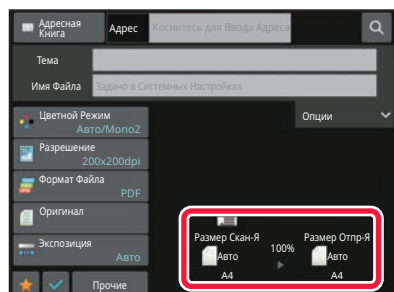 Адресная
Книга
Адрес
Коснитесь для Ввода Адреса
Тема
Имя Файла
Задано в Системных Настройках
Цветной Режим
Авто/Mono2
Опции
Разрешение
200x200dpi
Формат Файла
PDF
Оригинал
Экспозиция
Авто
Размер Скан-Я
100%
Размер Отпр-Я
Авто
Авто
A4
A4
Прочие